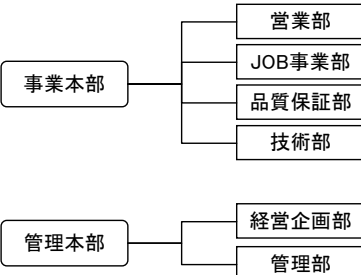 営業部
JOB事業部
事業本部
品質保証部
技術部
経営企画部
管理本部
管理部